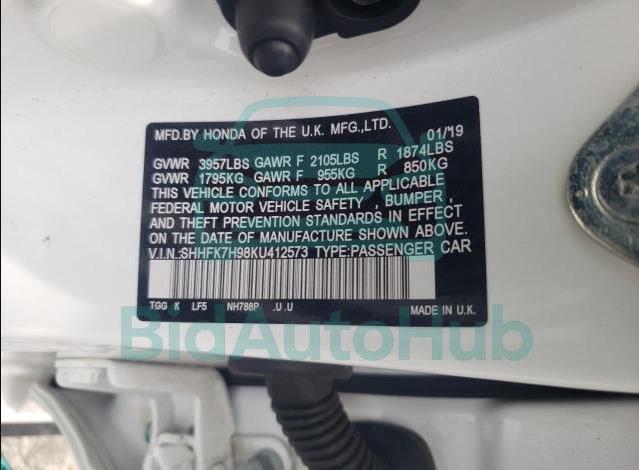 MFD.BY HONDA OF THE U.K. MFG.,LTD. 01/'19
GVWR 3957LBS GAWR F 2105LBS R 1874LBS
GVWR 1795KG GAWR F 955KG R 850KG
THIS VEHICLE CONFORMS TO ALL APPLICABLE
FEDERAL MOTOR VEHICLE SAFETY , BUMPER ,
AND THEFT PREVENTION STANDARDS IN EFFECT
ON THE DATE OF MANUFACTURE SHOWN ABOVE.
V.I.N.:SHHFK7H98KU412573 TYPE:PASSENGER CAR
TGG K LF5 NH788P .U.U MADE IN U.K.
BidAutoHub